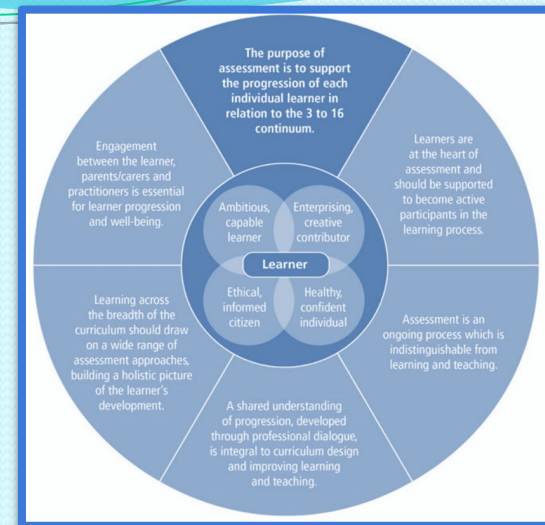 The purpose of
assessment is to support
the progression of each
individual learner in
relation to the 3 to 16
continuum.
Learners are
at the heart of
assessment and
should be supported
to become active
participants in the
learning process.
Assessment is an
ongoing process which is
indistinguishable from
learning and teaching.
A shared understanding
of progression, developed
through professional dialogue,
is integral to curriculum design
and improving learning
and teaching.
Learning across
the breadth of the
curriculum should draw
on a wide range of
assessment approaches,
building a holistic picture
of the learner's
development.
Engagement
between the learner,
parents/carers and
practitioners is essential
for learner progression
and well-being.
Ambitious,
capable
learner
Enterprising,
creative
contributor
Learner
Ethical,
informed
citizen
Healthy,
confident
individual